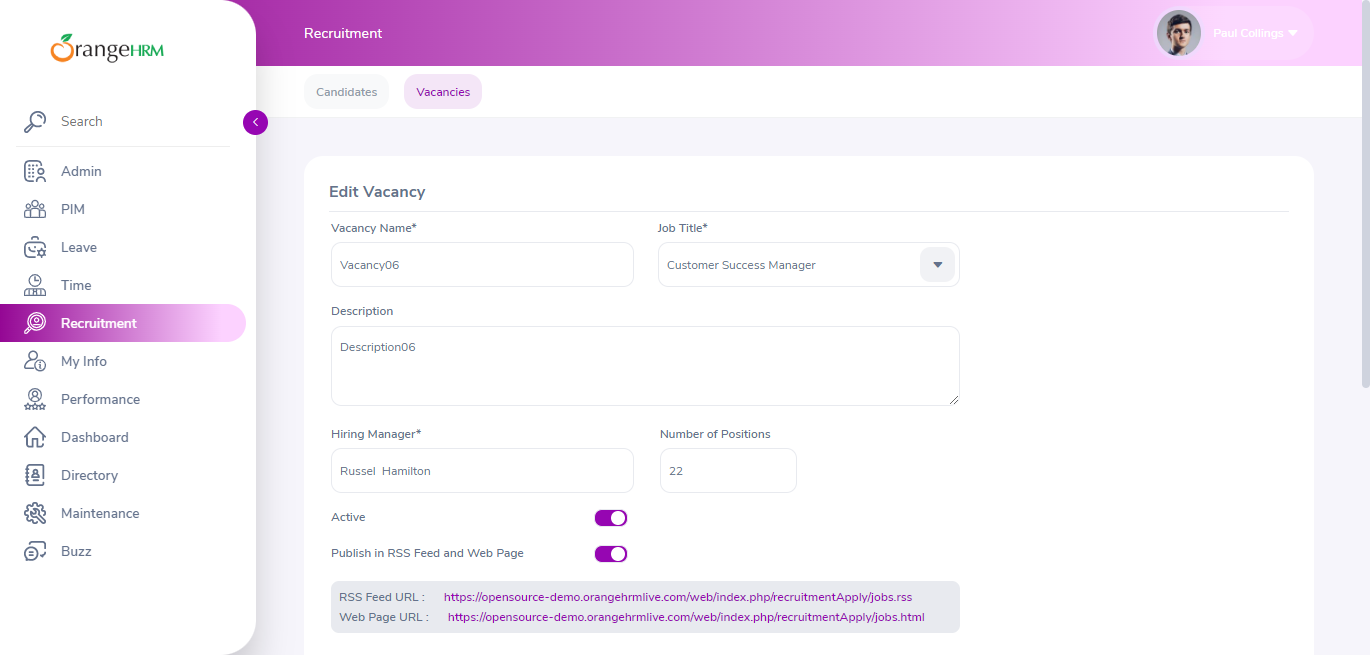 OrangeHRM
Recruitment
Paul Collings
Search
Candidates
Vacancies
Admin
PIM
Leave
Time
Recruitment
My Info
Performance
Dashboard
Directory
Maintenance
Buzz
Edit Vacancy
Vacancy Name*
Job Title*
Vacancy06
Customer Success Manager
Description
Description06
Hiring Manager*
Number of Positions
Russel  Hamilton
22
Active
Publish in RSS Feed and Web Page
RSS Feed URL : https://opensource-demo.orangehrmlive.com/web/index.php/recruitmentApply/jobs.rss
Web Page URL : https://opensource-demo.orangehrmlive.com/web/index.php/recruitmentApply/jobs.html